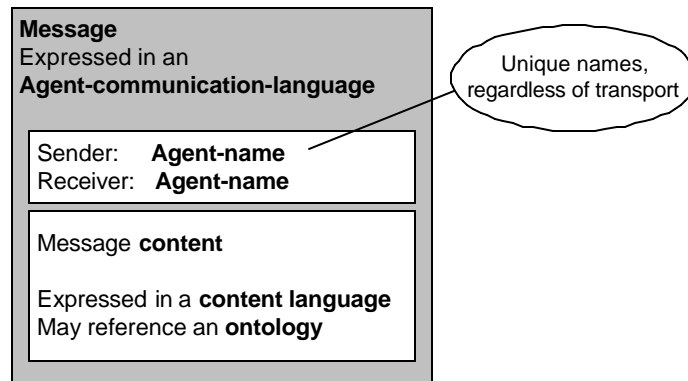 Message
Expressed in an
Agent-communication-language
Unique names,
regardless of transport
Sender: Agent-name
Receiver: Agent-name
Message content
Expressed in a content language
May reference an ontology